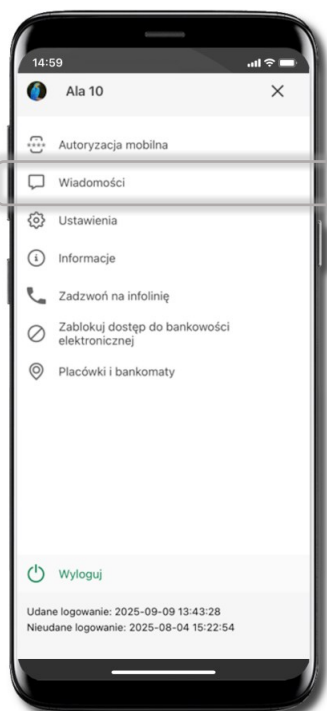 14:59
Ala 10
Autoryzacja mobilna
Wiadomości
Ustawienia
Informacje
Zadzwoń na infolinię
Zablokuj dostęp do bankowości
elektronicznej
Placówki i bankomaty
Wyloguj
Udane logowanie: 2025-09-09 13:43:28
Nieudane logowanie: 2025-08-04 15:22:54